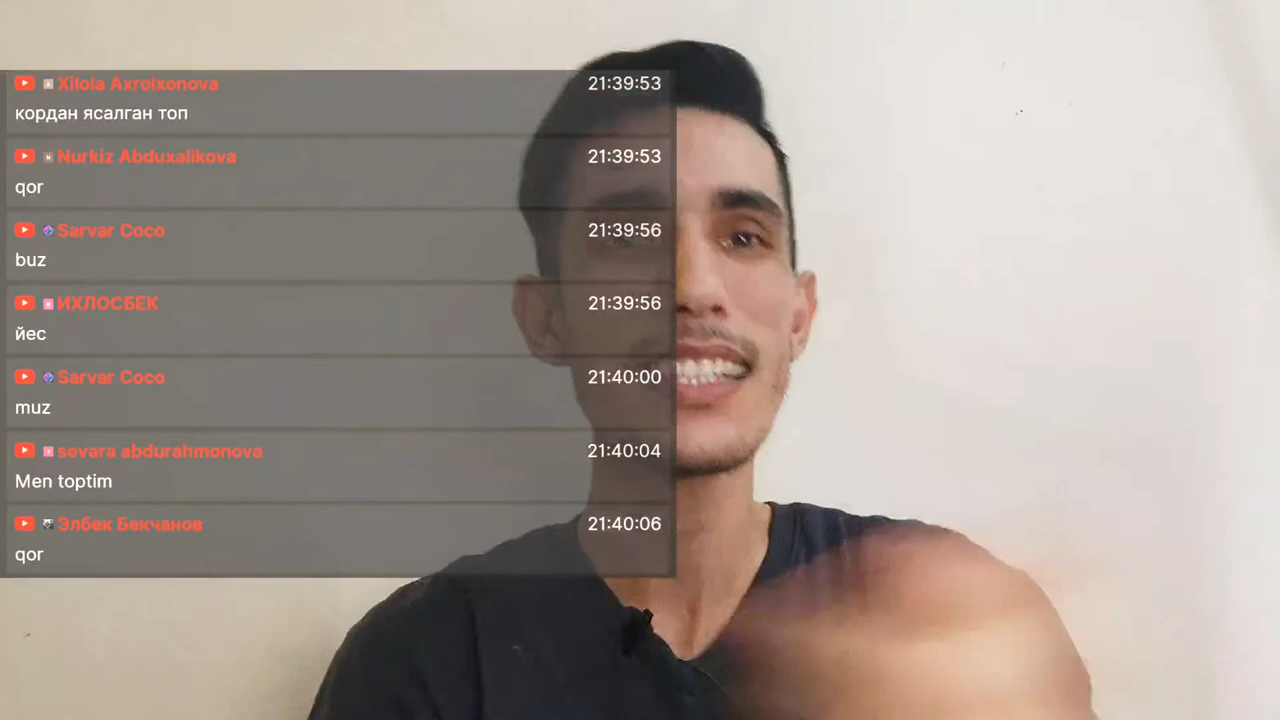 Xilola Axrolxonova 21:39:53
кордан ясалган топ
Nurkiz Abduxalikova 21:39:53
qor
Sarvar Coco 21:39:56
buz
ИХЛОСБЕК 21:39:56
йес
Sarvar Coco 21:40:00
muz
sevara abdurahmonova 21:40:04
Men toptim
Элбек Бекчанов 21:40:06
qor